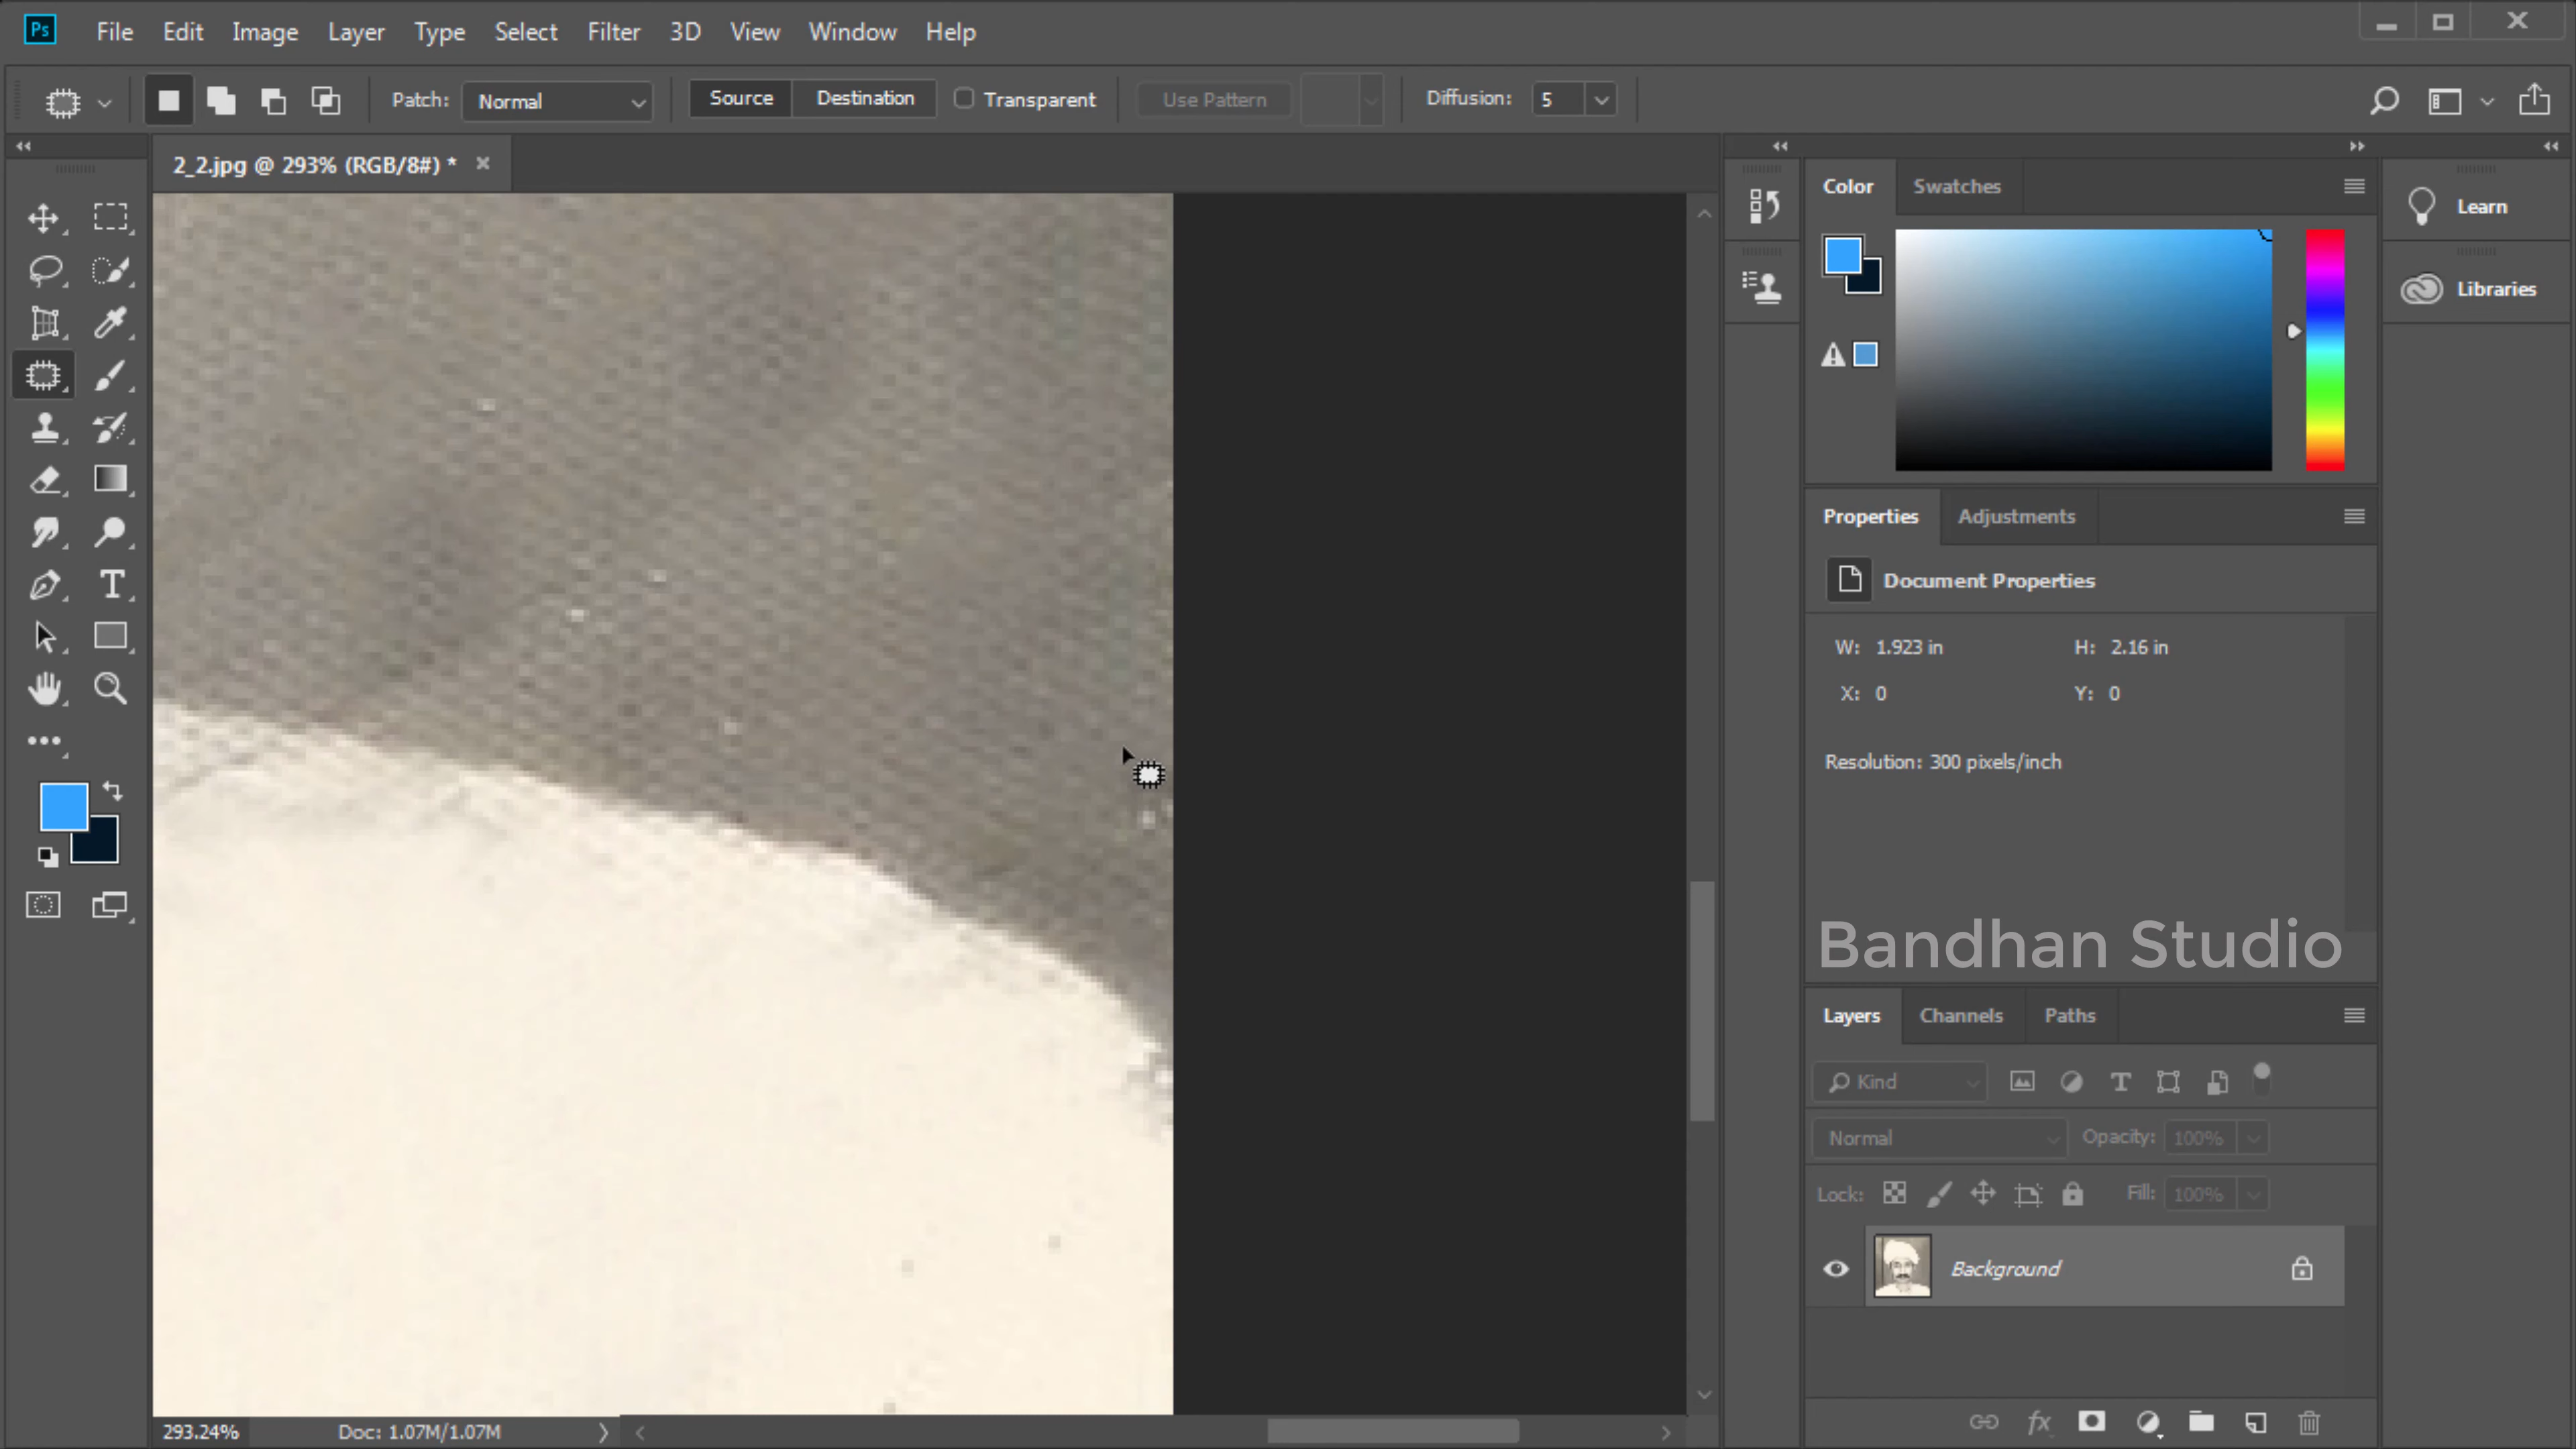 Ps File Edit Image Layer Type Select Filter 3D View Window Help
Patch: Normal Source Destination Transparent Use Pattern Diffusion: 5
2_2.jpg @ 293% (RGB/8#) *
Color Swatches
Learn
Libraries
Properties Adjustments
Document Properties
W: 1.923 in H: 2.16 in
X: 0 Y: 0
Resolution: 300 pixels/inch
Bandhan Studio
Layers Channels Paths
Kind
Normal Opacity: 100%
Lock: Fill: 100%
Background
fx
293.24% Doc: 1.07M/1.07M